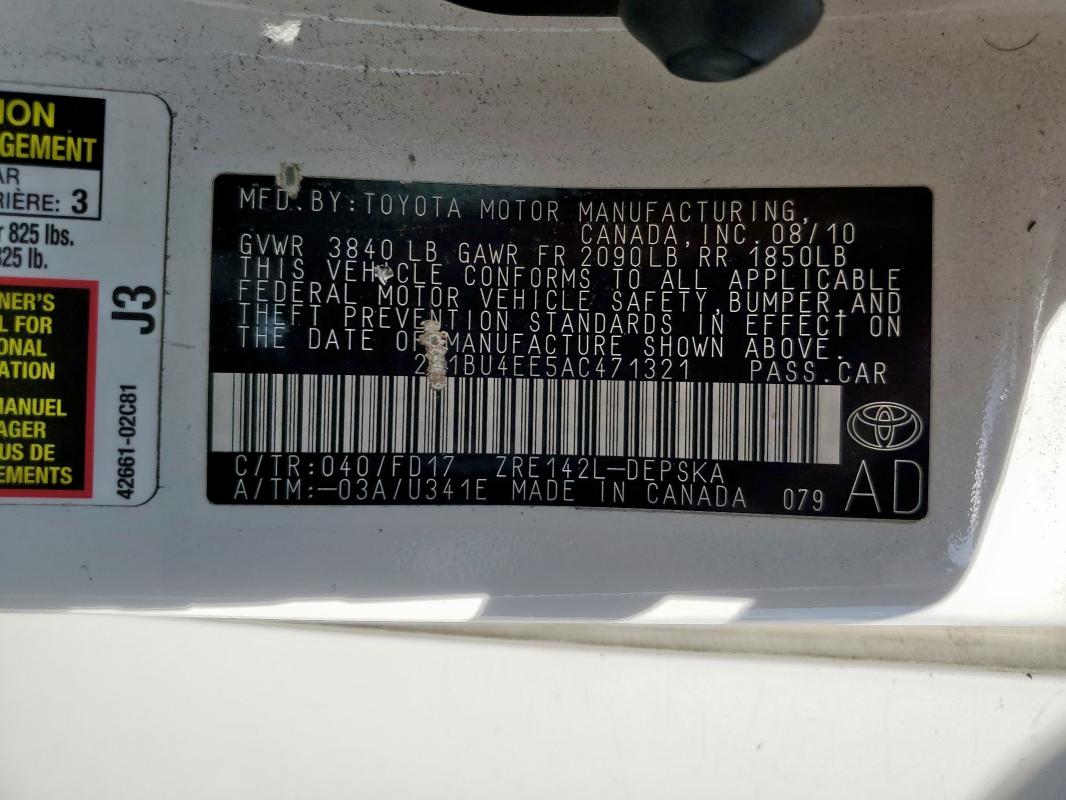 ION
GEMENT
AR
RIÈRE: 3
825 lbs.
825 lb.
NER'S
L FOR
ONAL
ATION
MANUEL
AGER
US DE
EMENTS
J3
42661-02C81
MFD. BY: TOYOTA MOTOR MANUFACTURING,
CANADA, INC. 08/10
GVWR 3840 LB GAWR FR 2090LB RR 1850LB
THIS VEHICLE CONFORMS TO ALL APPLICABLE
FEDERAL MOTOR VEHICLE SAFETY, BUMPER, AND
THEFT PREVENTION STANDARDS IN EFFECT ON
THE DATE OF MANUFACTURE SHOWN ABOVE.
PASS. CAR
C/TR: 040/FD17 ZRE142L-DEPSKA
A/TM: -03A/U341E MADE IN CANADA 079
AD